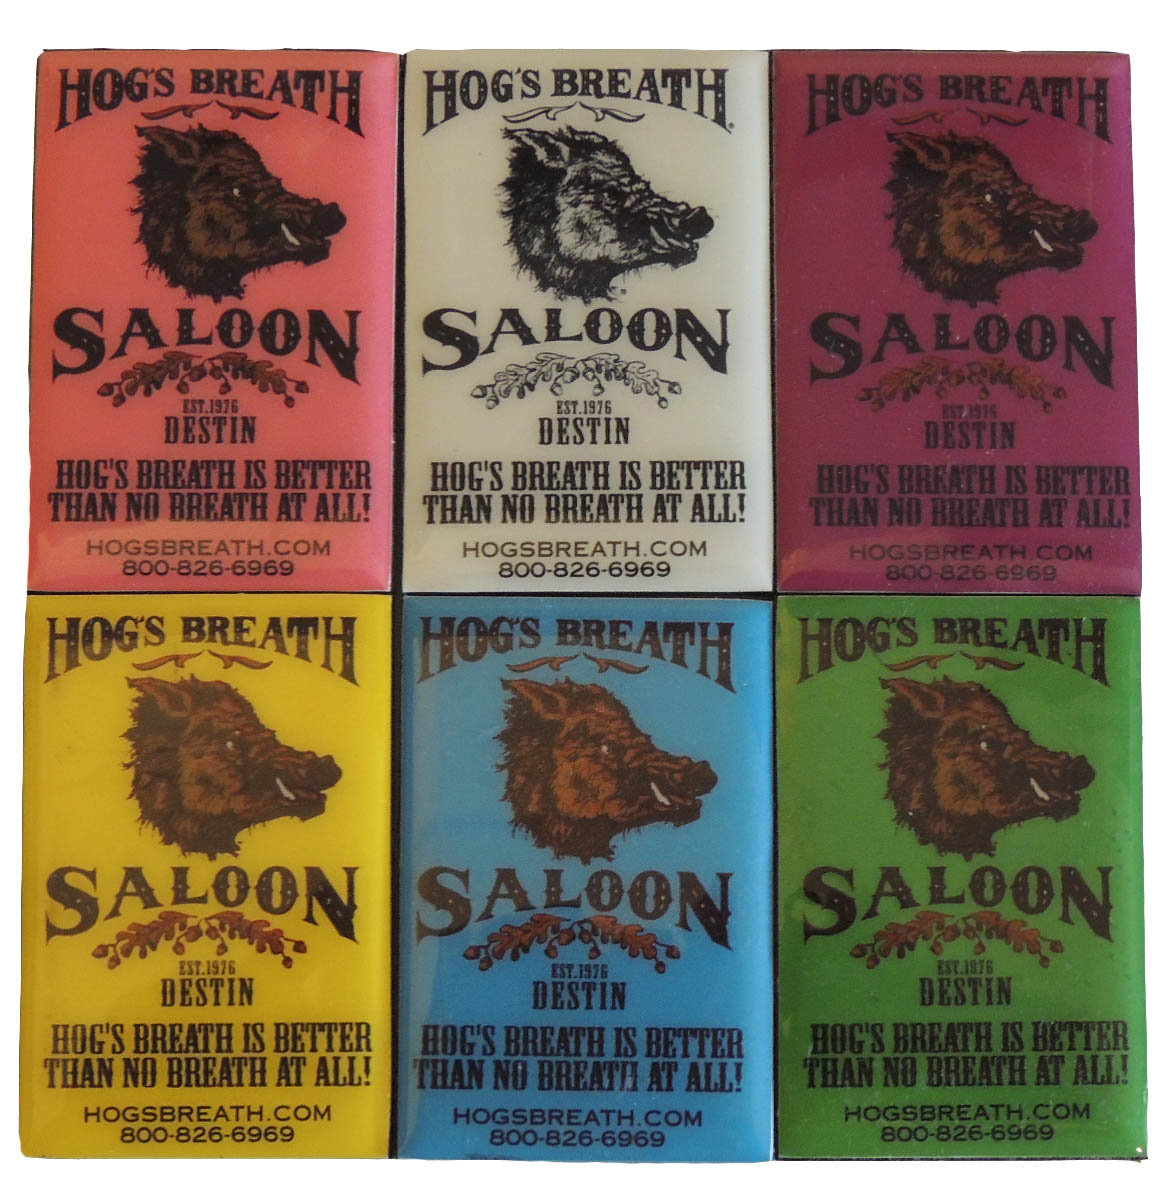 HOG'S BREATH
SALOON
EST.1976
DESTIN
HOG'S BREATH IS BETTER
THAN NO BREATH AT ALL!
HOGSBREATH.COM
800-826-6969
HOG'S BREATH®
SALOON
EST.1976
DESTIN
HOG'S BREATH IS BETTER
THAN NO BREATH AT ALL!
HOGSBREATH.COM
800-826-6969
HOG'S BREATH
SALOON
EST.1976
DESTIN
HOG'S BREATH IS BETTER
THAN NO BREATH AT ALL!
HOGSBREATH.COM
800-826-6969
HOG'S BREATH
SALOON
EST.1976
DESTIN
HOG'S BREATH IS BETTER
THAN NO BREATH AT ALL!
HOGSBREATH.COM
800-826-6969
HOG'S BREATH
SALOON
EST.1976
DESTIN
HOG'S BREATH IS BETTER
THAN NO BREATH AT ALL!
HOGSBREATH.COM
800-826-6969
HOG'S BREATH
SALOON
EST.1976
DESTIN
HOG'S BREATH IS BETTER
THAN NO BREATH AT ALL!
HOGSBREATH.COM
800-826-6969